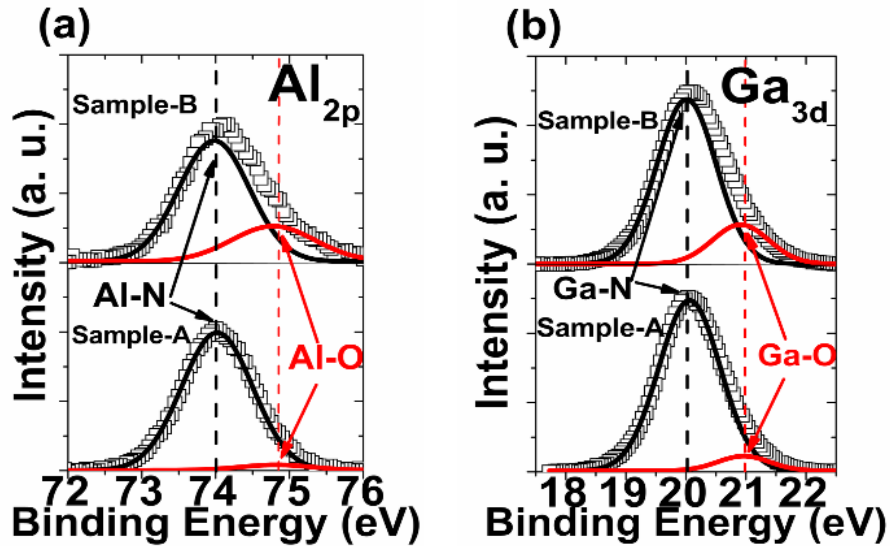 (a)
Al2p
Sample-B
Al-N
Sample-A
Al-O
Intensity (a. u.)
72 73 74 75 76
Binding Energy (eV)
(b)
Ga3d
Sample-B
Ga-N
Sample-A
Ga-O
Intensity (a. u.)
18 19 20 21 22
Binding Energy (eV)